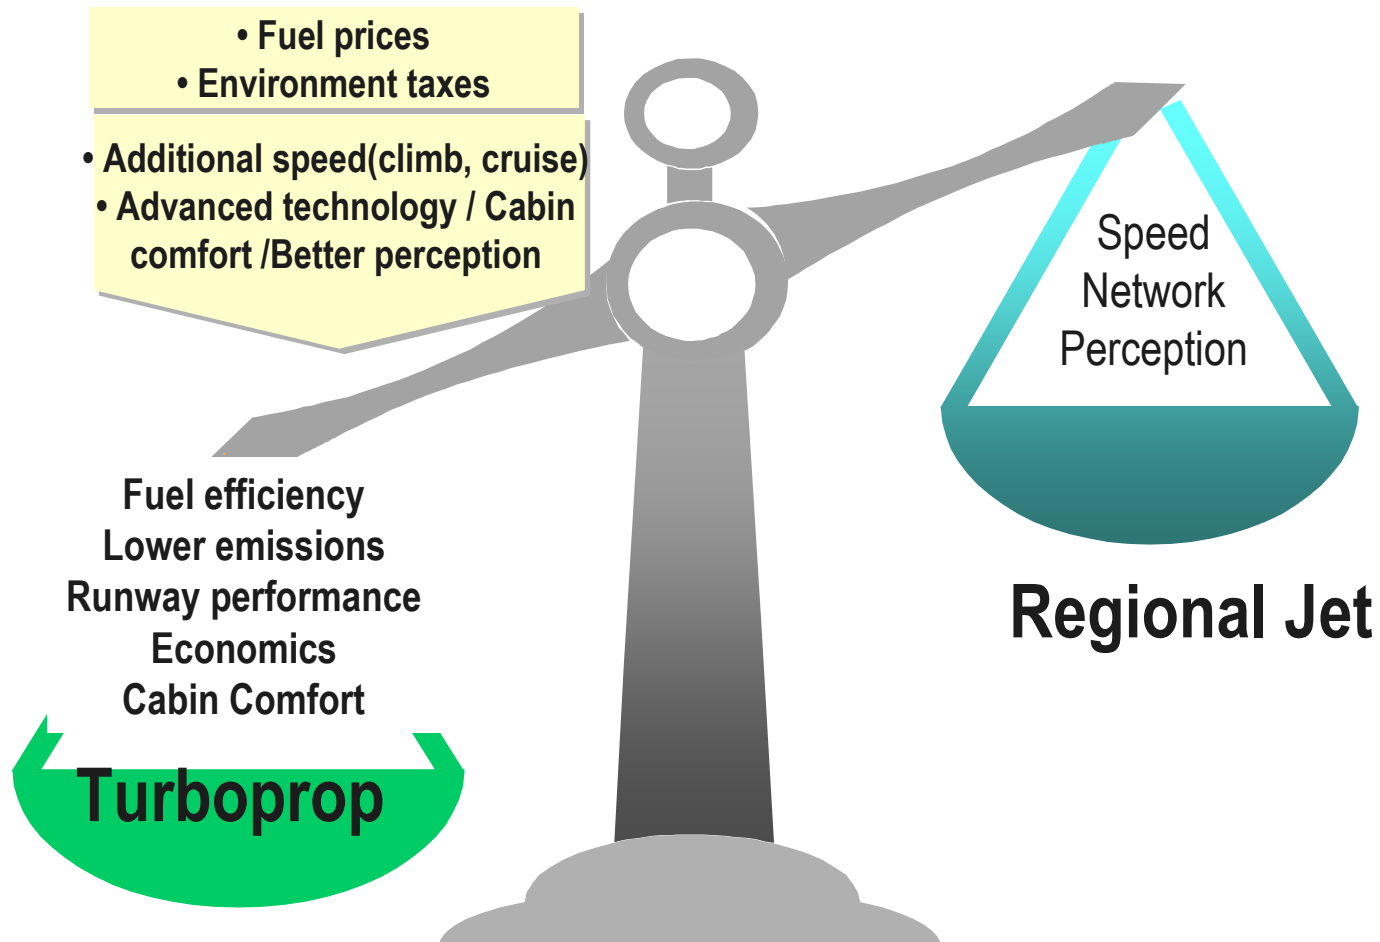 • Fuel prices
• Environment taxes
• Additional speed(climb, cruise)
• Advanced technology / Cabin
comfort /Better perception
Speed
Network
Perception
Fuel efficiency
Lower emissions
Runway performance
Economics
Cabin Comfort
Regional Jet
Turboprop